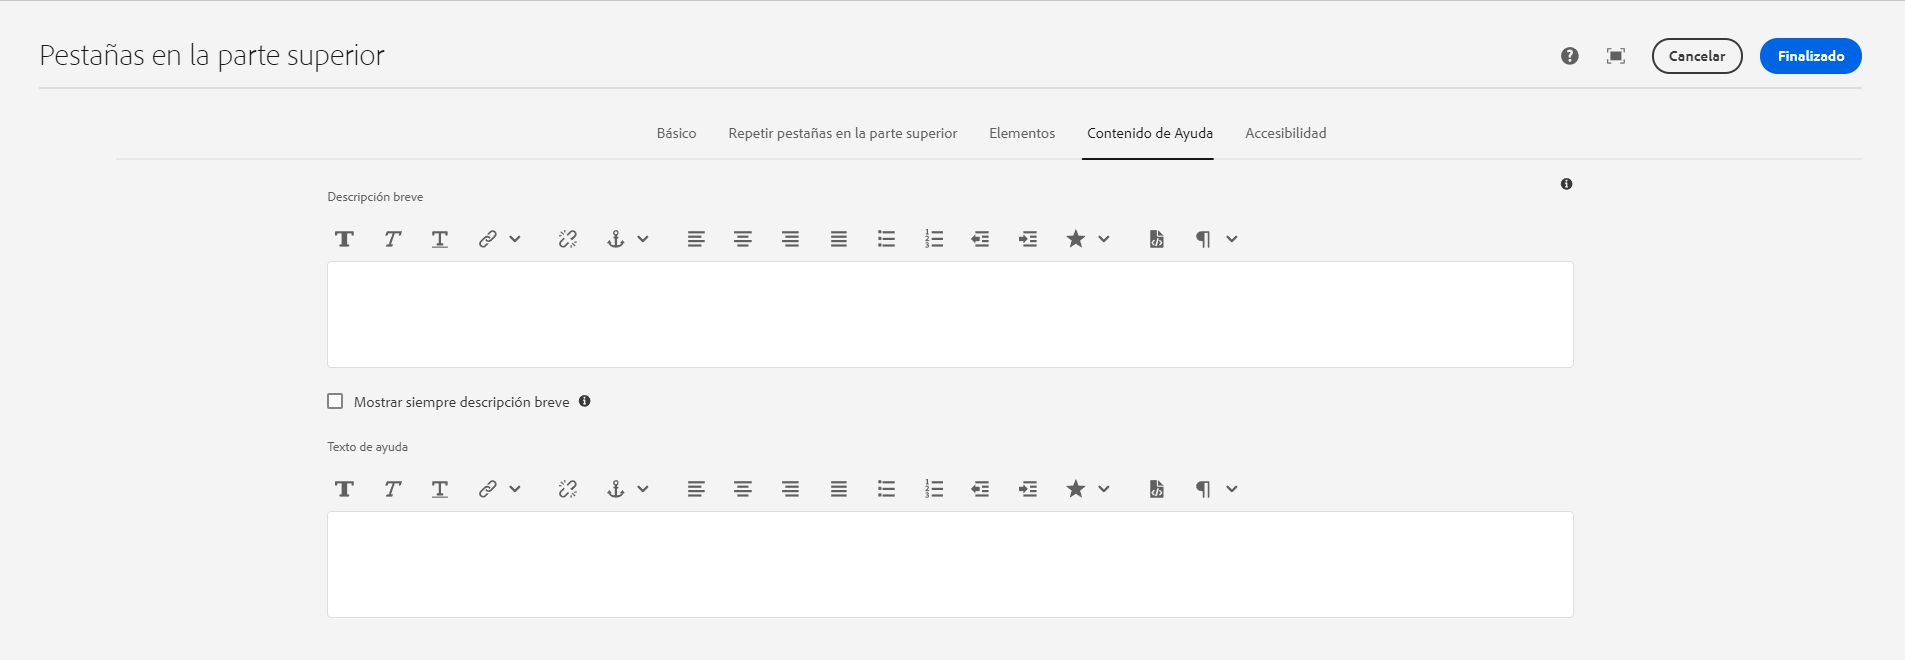 Pestañas en la parte superior
Cancelar
Finalizado
Básico
Repetir pestañas en la parte superior
Elementos
Contenido de Ayuda
Accesibilidad
Descripción breve
Mostrar siempre descripción breve
Texto de ayuda